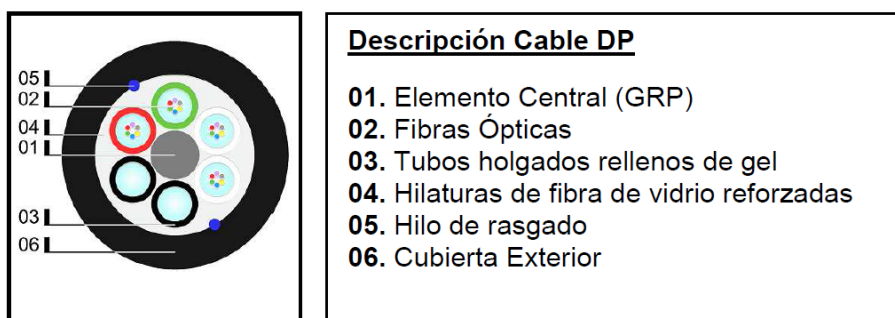 05
02
04
01
03
06
Descripción Cable DP
01. Elemento Central (GRP)
02. Fibras Ópticas
03. Tubos holgados rellenos de gel
04. Hilaturas de fibra de vidrio reforzadas
05. Hilo de rasgado
06. Cubierta Exterior